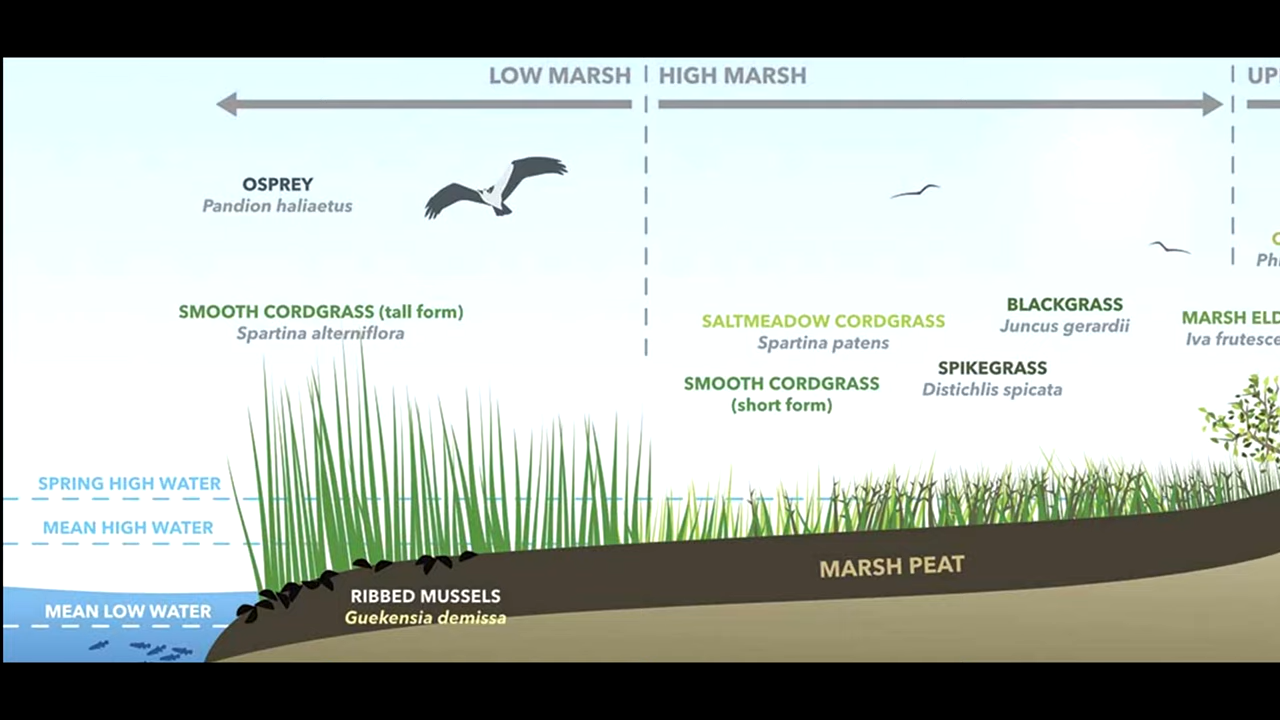 LOW MARSH
HIGH MARSH
OSPREY
Pandion haliaetus
SMOOTH CORDGRASS (tall form)
Spartina alterniflora
SALTMEADOW CORDGRASS
Spartina patens
SMOOTH CORDGRASS
(short form)
BLACKGRASS
Juncus gerardii
SPIKEGRASS
Distichlis spicata
MARSH
Iva
SPRING HIGH WATER
MEAN HIGH WATER
MEAN LOW WATER
RIBBED MUSSELS
Guekensia demissa
MARSH PEAT